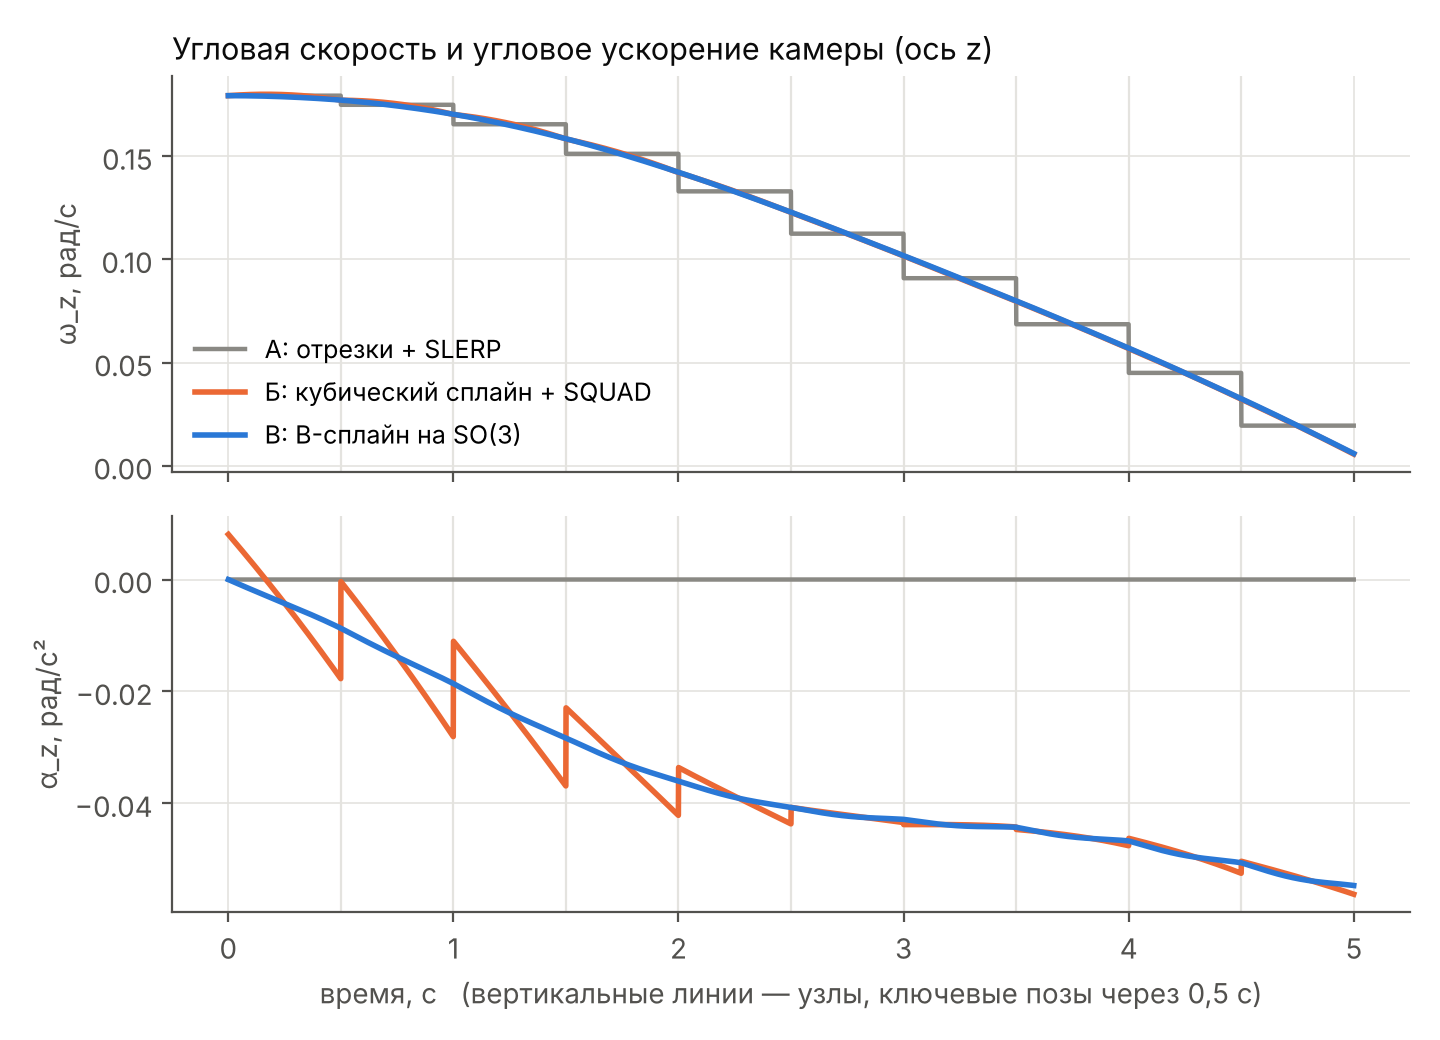 Угловая скорость и угловое ускорение камеры (ось z)
ω_z, рад/с
0.15
0.10
0.05
0.00
А: отрезки + SLERP
Б: кубический сплайн + SQUAD
В: B-сплайн на SO(3)
α_z, рад/с²
0.00
−0.02
−0.04
0 1 2 3 4 5
время, с (вертикальные линии — узлы, ключевые позы через 0,5 с)